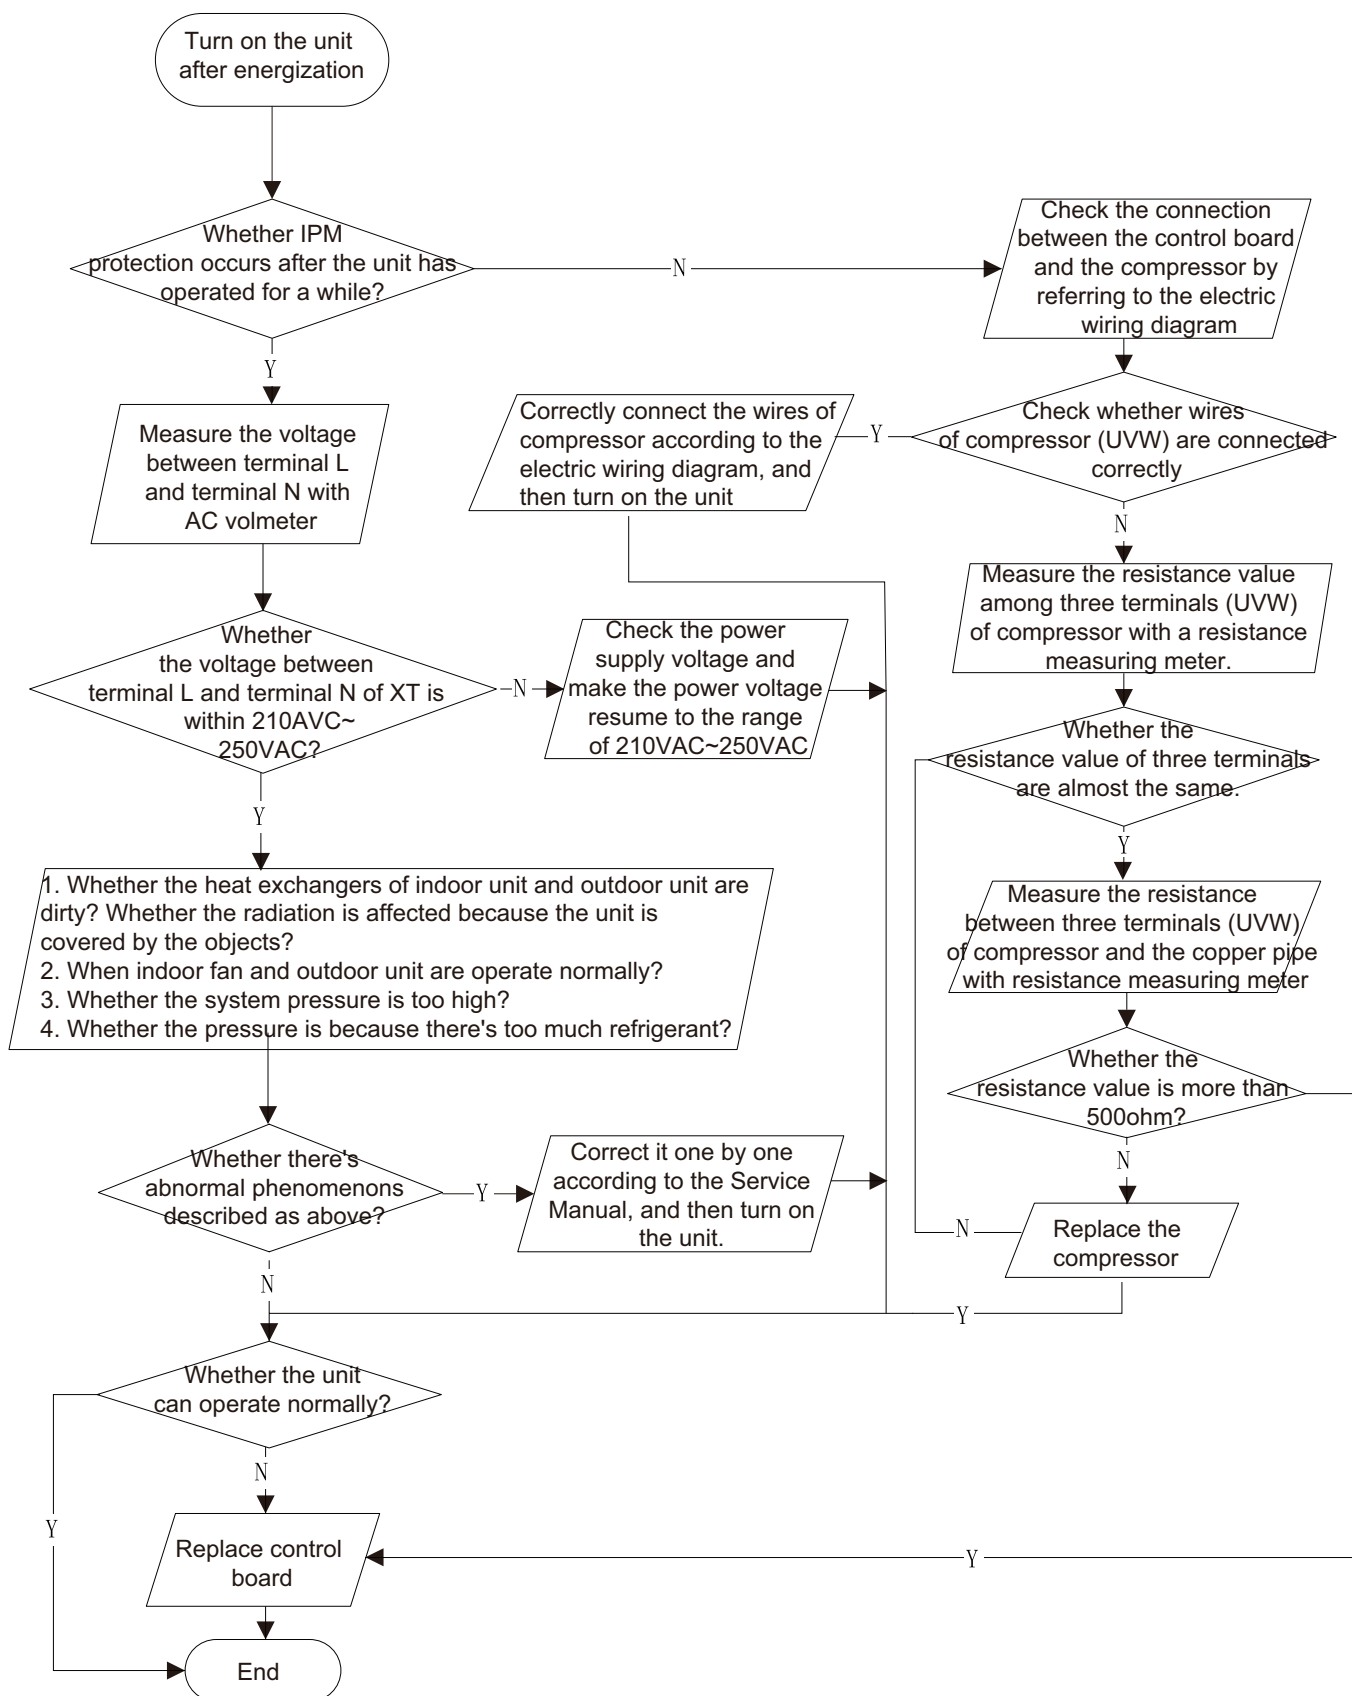 Turn on the unit
after energization
Whether IPM
protection occurs after the unit has
operated for a while?
N
Check the connection
between the control board
and the compressor by
referring to the electric
wiring diagram
Y
Measure the voltage
between terminal L
and terminal N with
AC volmeter
Correctly connect the wires of
compressor according to the
electric wiring diagram, and
then turn on the unit
Y
Check whether wires
of compressor (UVW) are connected
correctly
N
Measure the resistance value
among three terminals (UVW)
of compressor with a resistance
measuring meter.
Whether
the voltage between
terminal L and terminal N of XT is
within 210AVC~
250VAC?
N
Check the power
supply voltage and
make the power voltage
resume to the range
of 210VAC~250VAC
Whether the
resistance value of three terminals
are almost the same.
Y
Y
1. Whether the heat exchangers of indoor unit and outdoor unit are
dirty? Whether the radiation is affected because the unit is
covered by the objects?
2. When indoor fan and outdoor unit are operate normally?
3. Whether the system pressure is too high?
4. Whether the pressure is because there's too much refrigerant?
Measure the resistance
between three terminals (UVW)
of compressor and the copper pipe
with resistance measuring meter
Whether the
resistance value is more than
500ohm?
Whether there's
abnormal phenomenons
described as above?
Y
Correct it one by one
according to the Service
Manual, and then turn on
the unit.
N
N
Replace the
compressor
N
Y
Whether the unit
can operate normally?
N
Y
Replace control
board
Y
End